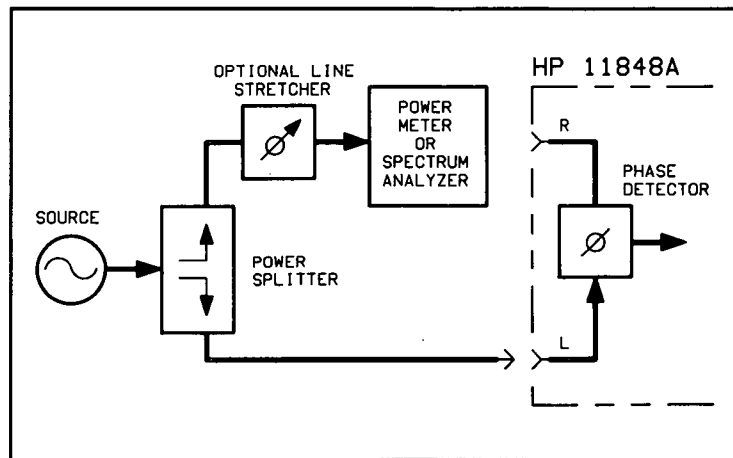 OPTIONAL LINE
STRETCHER
POWER
METER
OR
SPECTRUM
ANALYZER
HP 11848A
R
PHASE
DETECTOR
SOURCE
POWER
SPLITTER
L